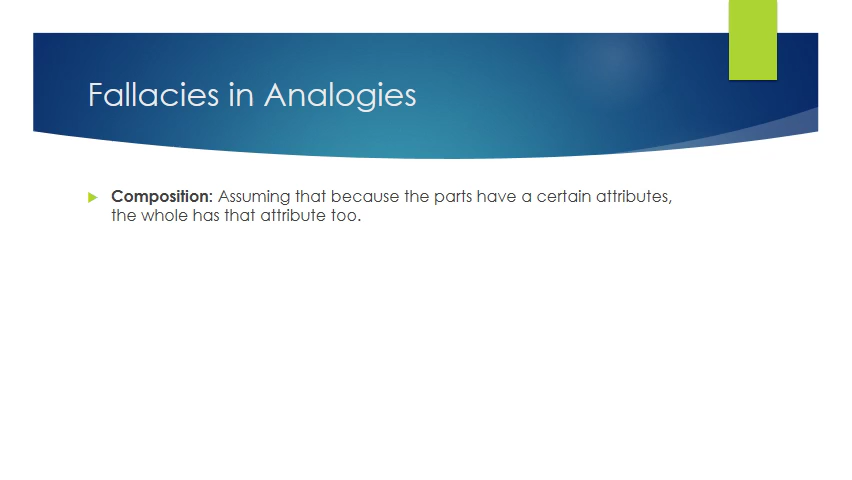 Fallacies in Analogies
Composition: Assuming that because the parts have a certain attributes,
the whole has that attribute too.